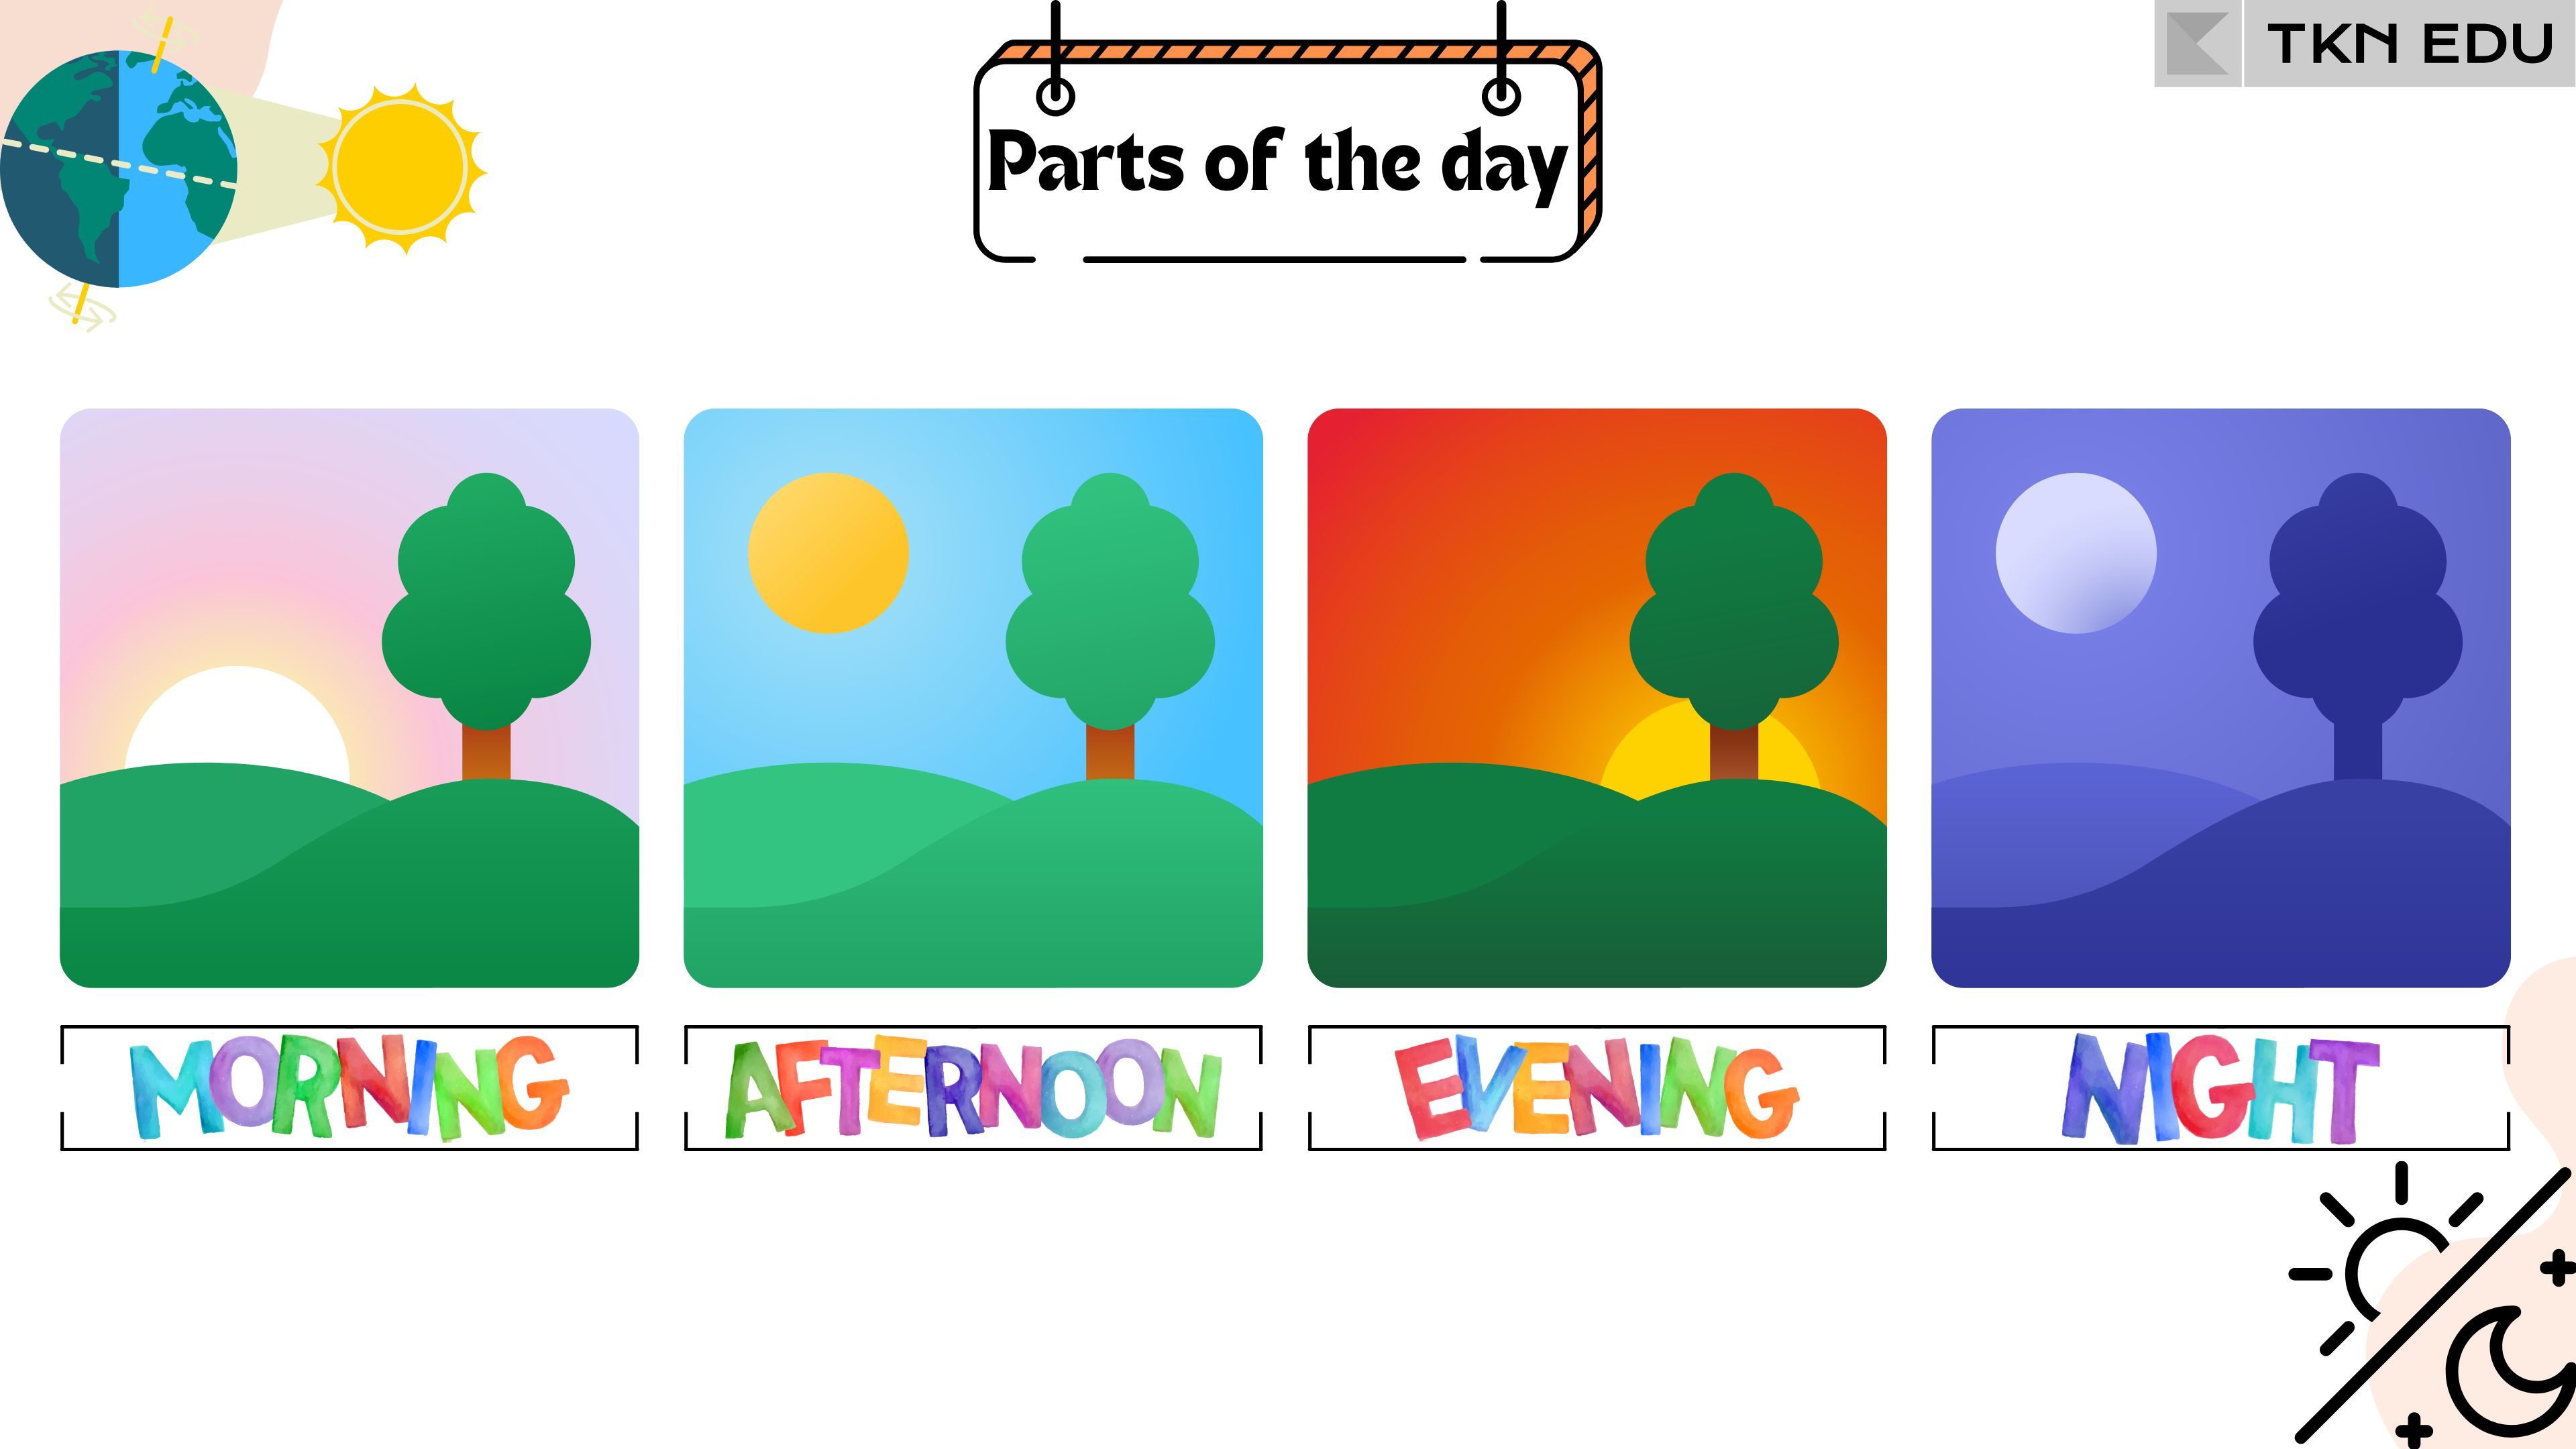 TKN EDU
Parts of the day
MORNING
AFTERNOON
EVENING
NIGHT